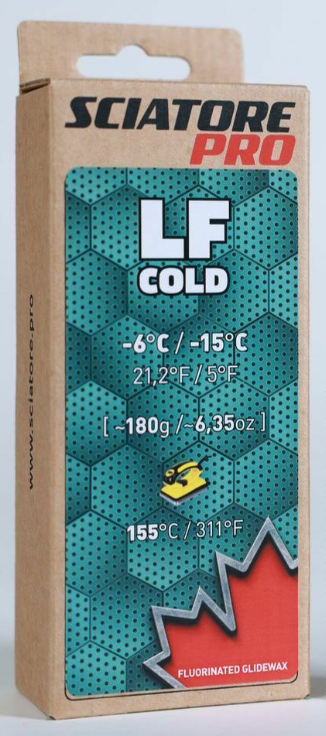 SCIATORE
PRO
LF
COLD
-6°C / -15°C
21,2°F / 5°F
[ ~180g /~6,35oz ]
155°C / 311°F
FLUORINATED GLIDEWAX
www.sciatore.pro